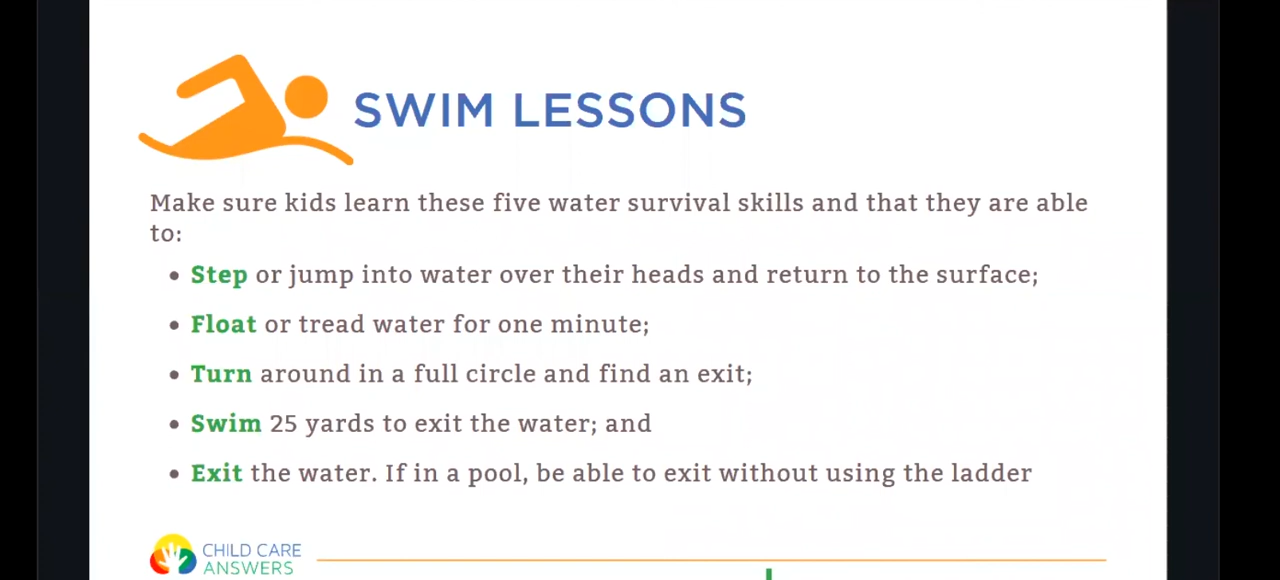 SWIM LESSONS
Make sure kids learn these five water survival skills and that they are able
to:
• Step or jump into water over their heads and return to the surface;
• Float or tread water for one minute;
• Turn around in a full circle and find an exit;
• Swim 25 yards to exit the water; and
• Exit the water. If in a pool, be able to exit without using the ladder
CHILD CARE
ANSWERS